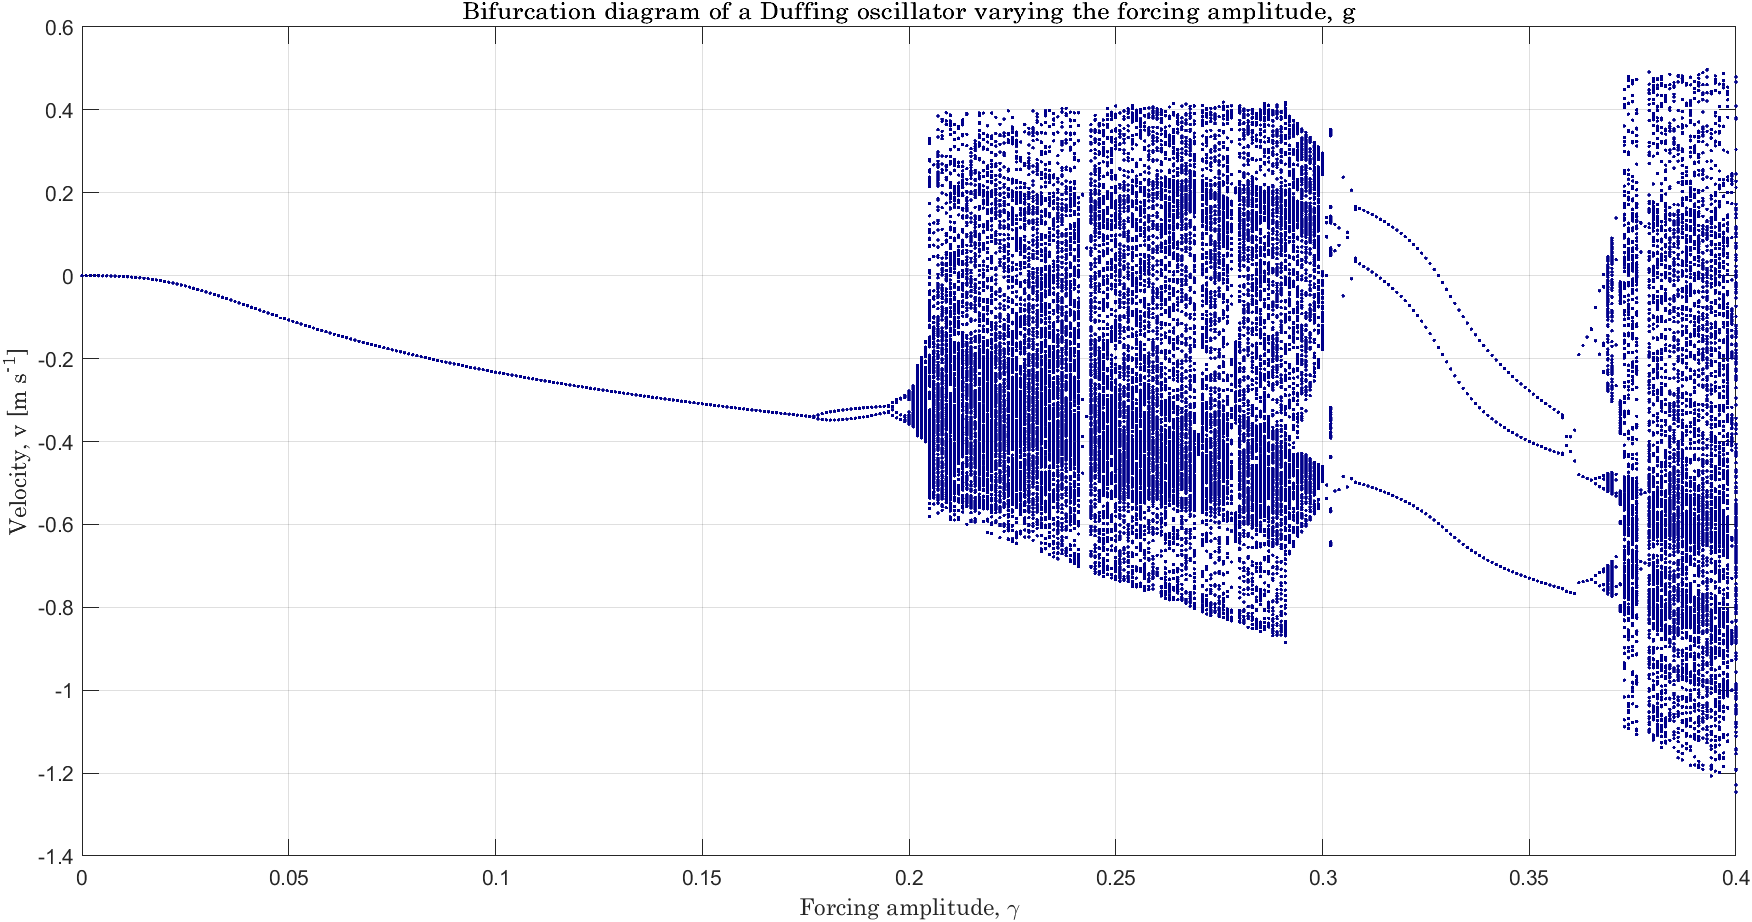 Bifurcation diagram of a Duffing oscillator varying the forcing amplitude, g
0.6
0.4
0.2
0
-0.2
-0.4
-0.6
-0.8
-1
-1.2
-1.4
Velocity, v [m s⁻¹]
0 0.05 0.1 0.15 0.2 0.25 0.3 0.35 0.4
Forcing amplitude, γ